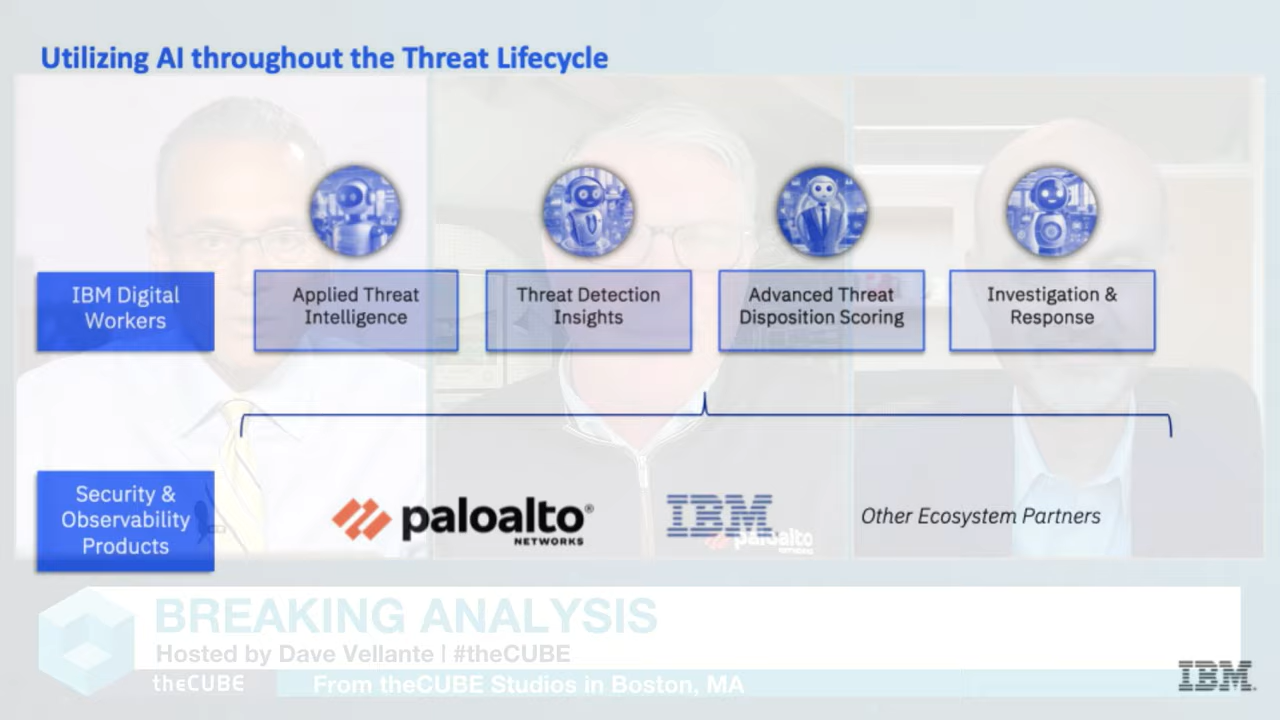 Utilizing AI throughout the Threat Lifecycle
IBM Digital
Workers
Applied Threat
Intelligence
Threat Detection
Insights
Advanced Threat
Disposition Scoring
Investigation &
Response
Security &
Observability
Products
paloalto®
NETWORKS
IBM
paloalto
NETWORKS
Other Ecosystem Partners
BREAKING ANALYSIS
Hosted by Dave Vellante | #theCUBE
theCUBE
From theCUBE Studios in Boston, MA
IBM